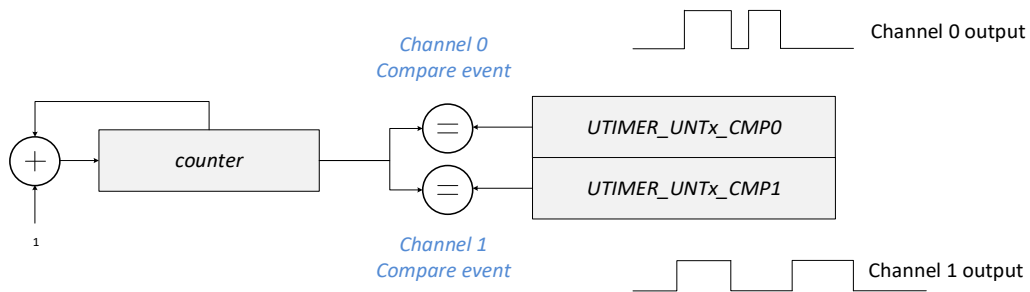 Channel 0
Compare event
Channel 0 output
UTIMER_UNTx_CMP0
counter
UTIMER_UNTx_CMP1
1
Channel 1
Compare event
Channel 1 output